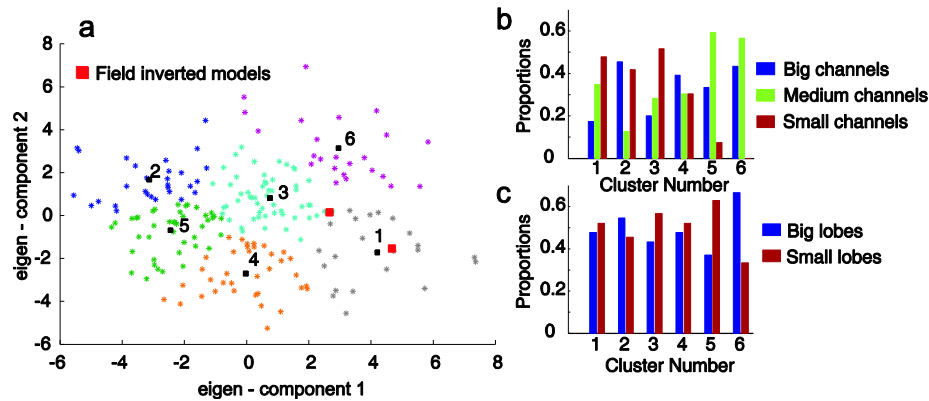 a
Field inverted models
eigen - component 2
8
6
4
2
0
-2
-4
-6
-6
-4
-2
0
2
4
6
8
eigen - component 1
2
5
3
4
6
1
b
Proportions
0.6
0.4
0.2
0
1 2 3 4 5 6
Cluster Number
Big channels
Medium channels
Small channels
c
Proportions
0.6
0.4
0.2
0
1 2 3 4 5 6
Cluster Number
Big lobes
Small lobes